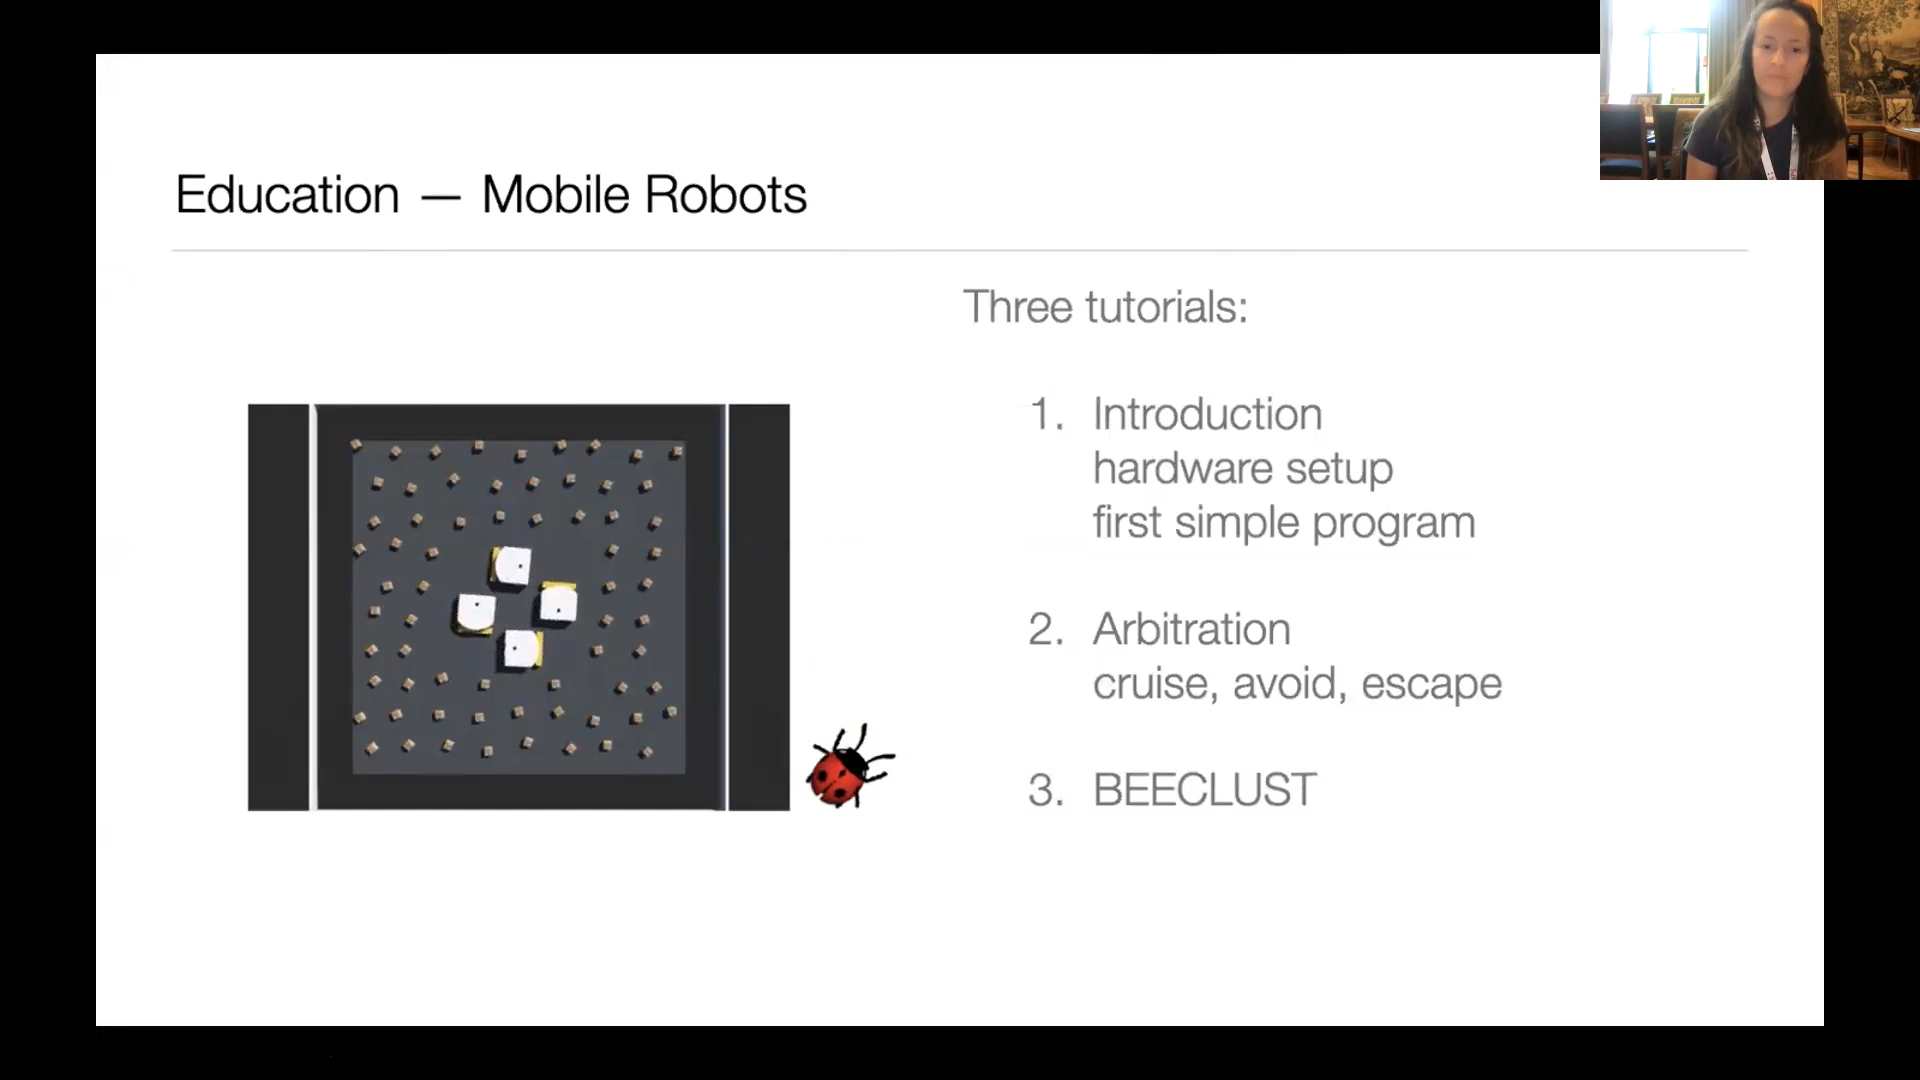 Education — Mobile Robots
Three tutorials:
1. Introduction
hardware setup
first simple program
2. Arbitration
cruise, avoid, escape
3. BEECLUST